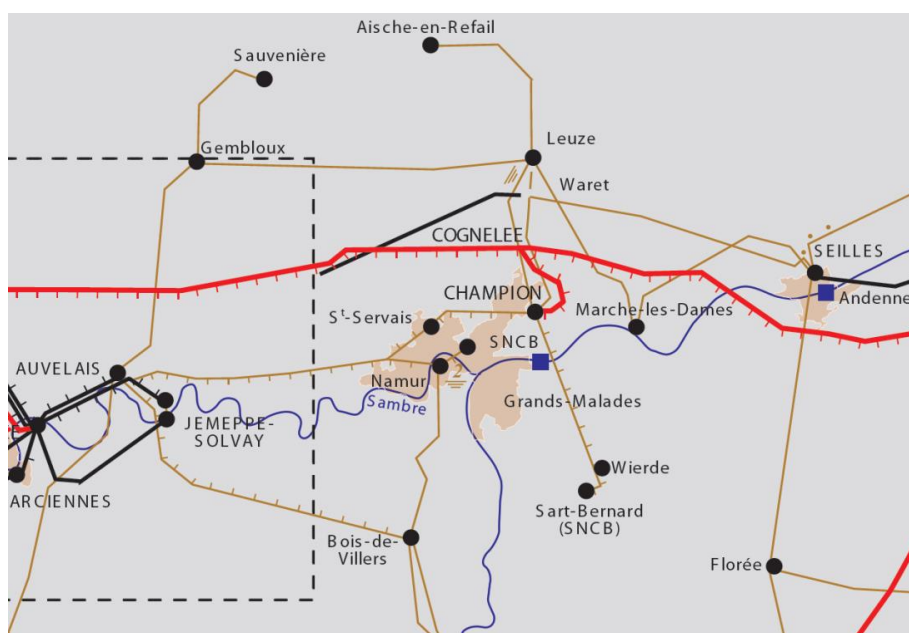 Aische-en-Refail
Sauvenière
Gembloux
Leuze
Waret
COGNELEE
SEILLES
CHAMPION
Andenne
Sᵗ-Servais
Marche-les-Dames
SNCB
AUVELAIS
Namur
2
Sambre
Grands-Malades
JEMEPPE-
SOLVAY
Wierde
ARCIENNES
Sart-Bernard
(SNCB)
Bois-de-
Villers
Florée